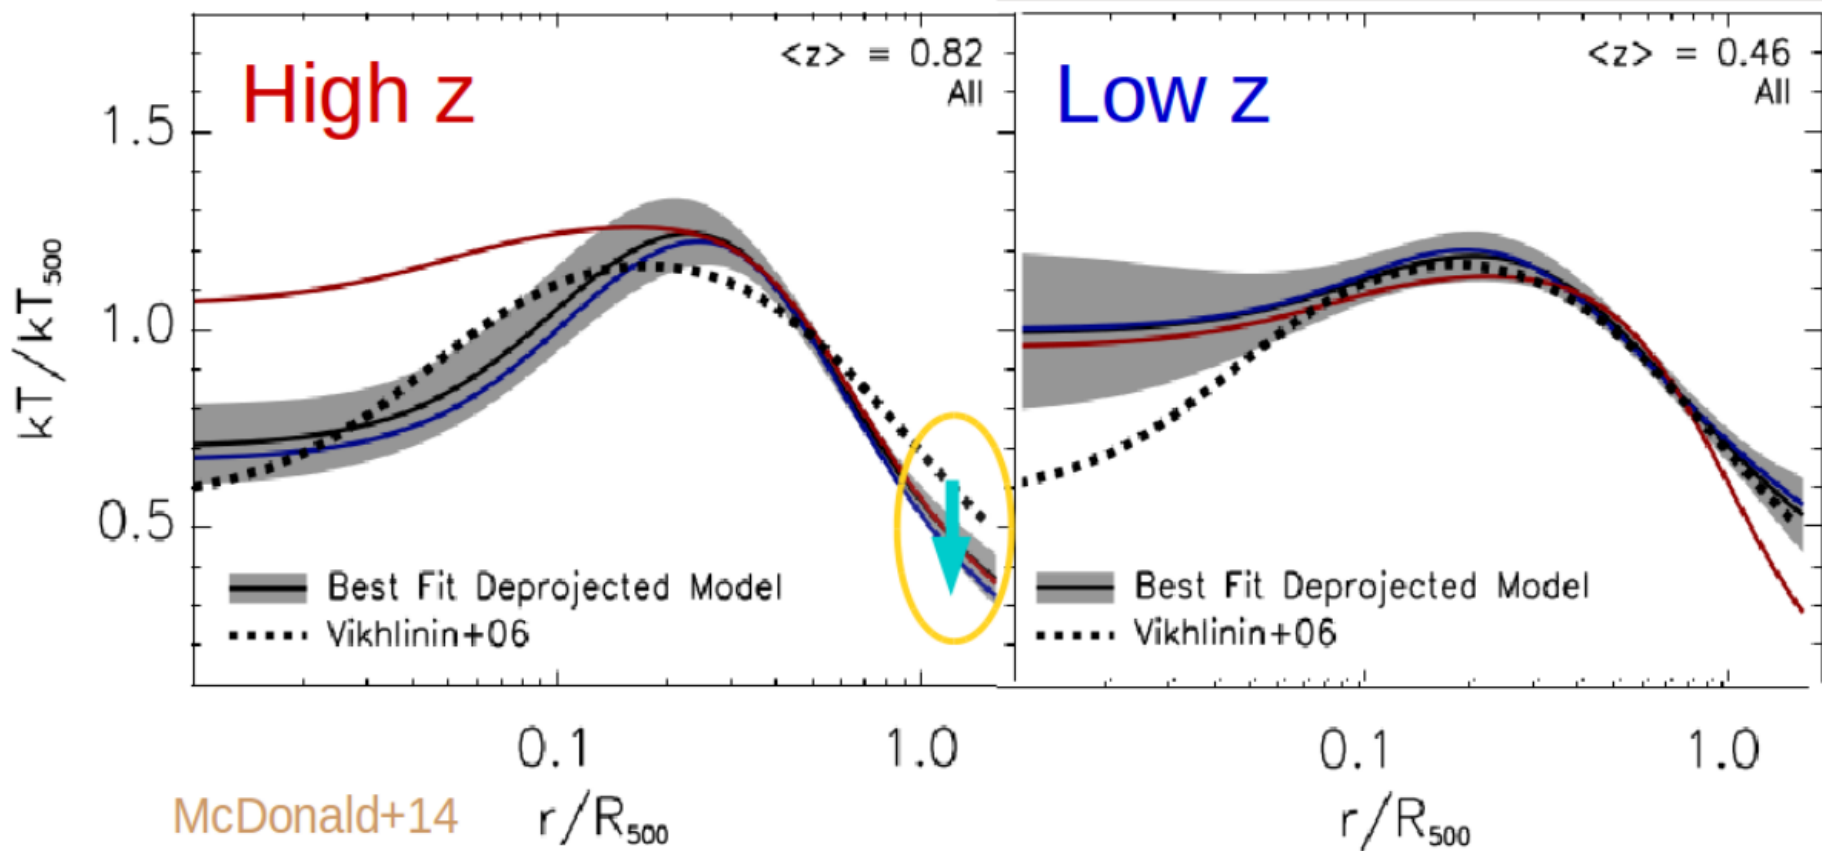 High z
<z> = 0.82
All
Low z
<z> = 0.46
All
1.5
1.0
0.5
kT/kT500
Best Fit Deprojected Model
Vikhlinin+06
Best Fit Deprojected Model
Vikhlinin+06
0.1
1.0
0.1
1.0
McDonald+14
r/R500
r/R500